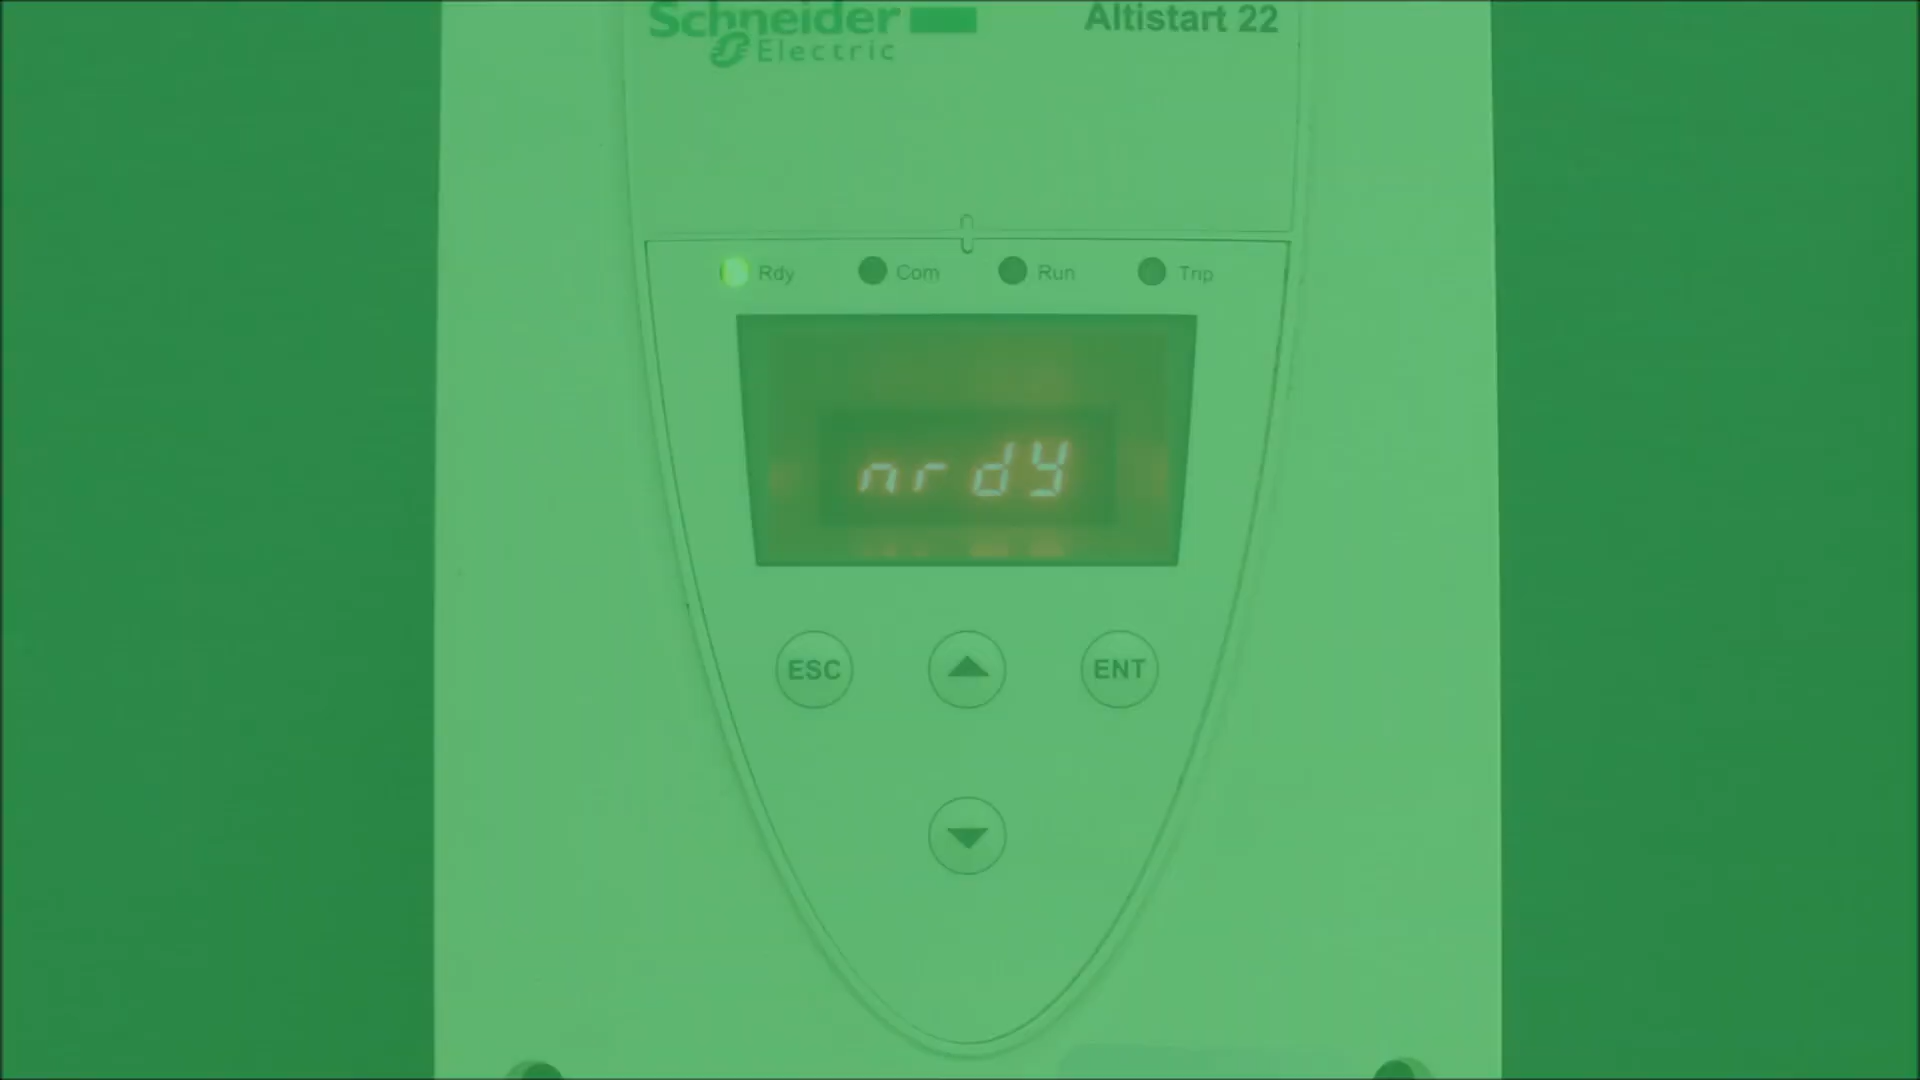 Schneider
Electric
Altistart 22
Rdy
Com
Run
Trip
nrdY
ESC
ENT